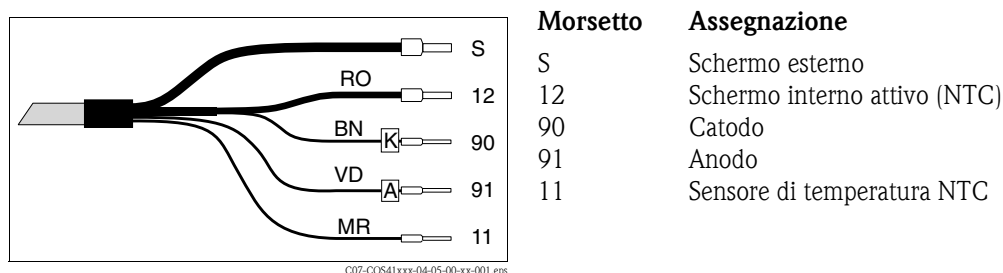 S
RO
12
BN
K
90
VD
A
91
MR
11
C07-COS41xxx-04-05-00-xx-001.eps
Morsetto Assegnazione
S Schermo esterno
12 Schermo interno attivo (NTC)
90 Catodo
91 Anodo
11 Sensore di temperatura NTC